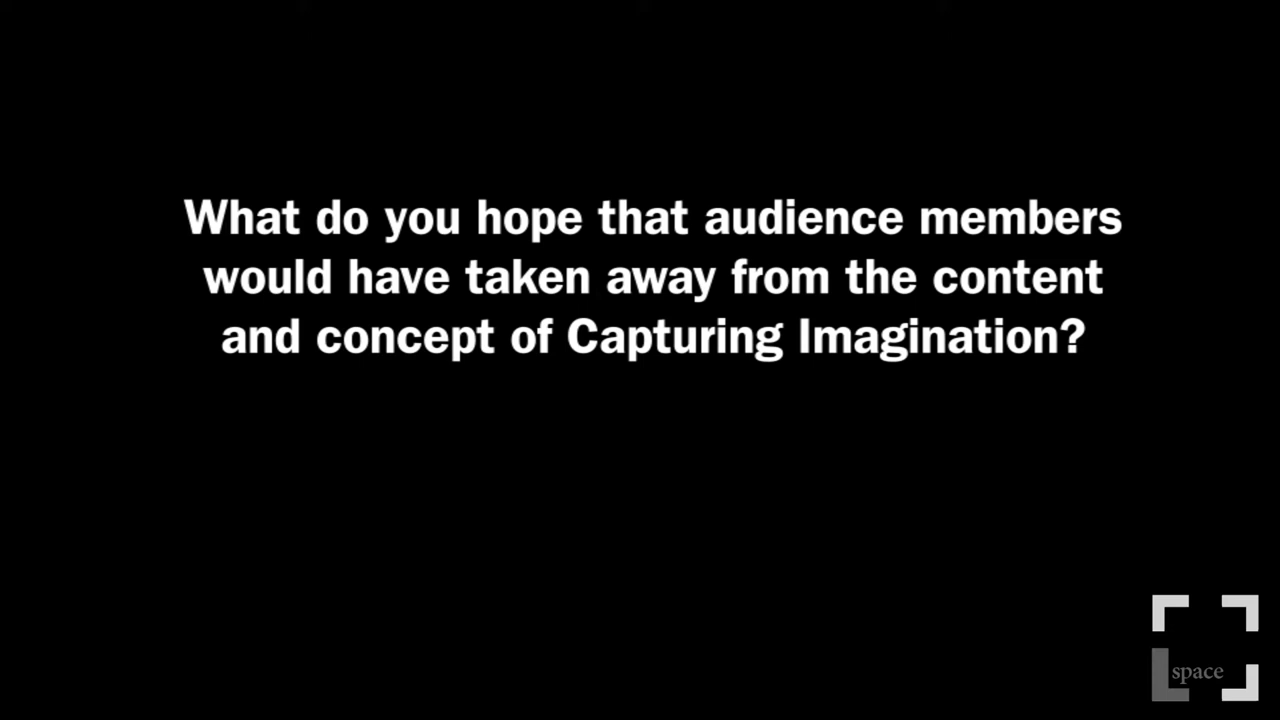 What do you hope that audience members
would have taken away from the content
and concept of Capturing Imagination?
L space